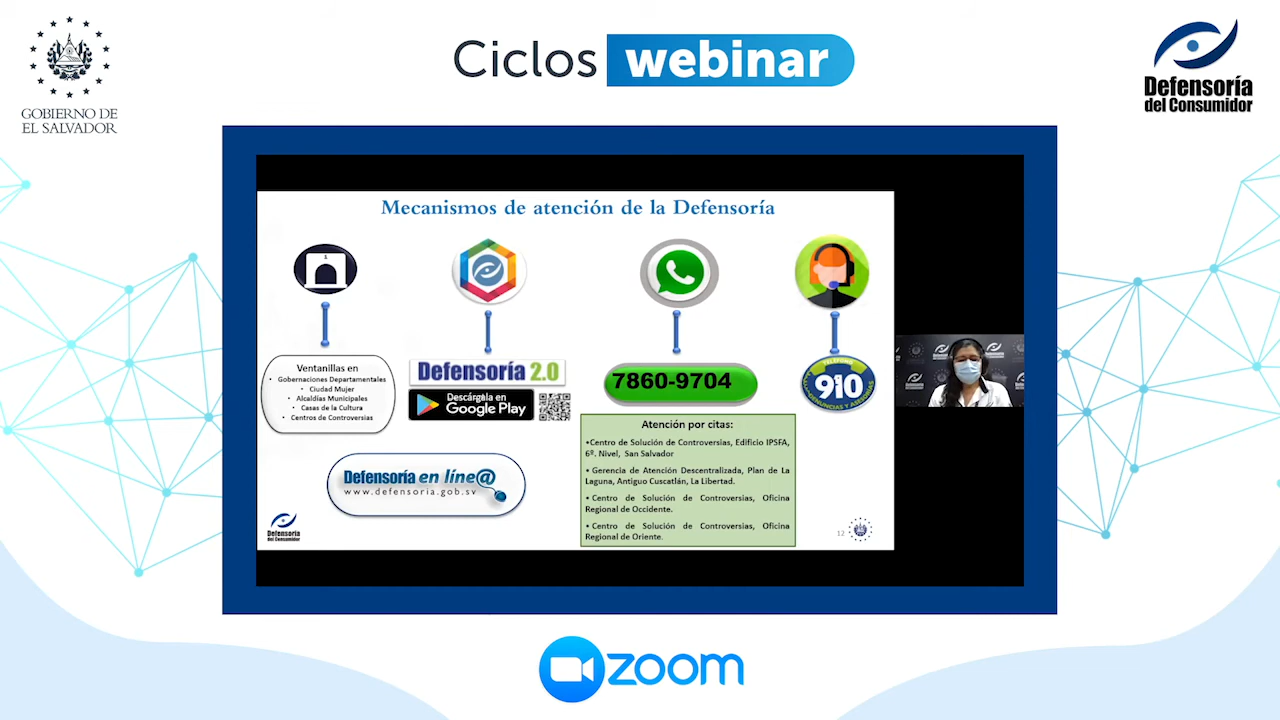 Ciclos webinar
GOBIERNO DE
EL SALVADOR
Defensoría
del Consumidor
Mecanismos de atención de la Defensoría
Ventanillas en
• Gobernaciones Departamentales
• Ciudad Mujer
• Alcaldías Municipales
• Casas de la Cultura
• Centros de Controversias
Defensoría 2.0
Descárgala en
Google Play
7860-9704
910
DENUNCIAS Y ASESORÍAS
Atención por citas:
•Centro de Solución de Controversias, Edificio IPSFA,
6º. Nivel, San Salvador
• Gerencia de Atención Descentralizada, Plan de La
Laguna, Antiguo Cuscatlán, La Libertad.
• Centro de Solución de Controversias, Oficina
Regional de Occidente.
• Centro de Solución de Controversias, Oficina
Regional de Oriente.
Defensoría en líne@
www.defensoria.gob.sv
Defensoría
del Consumidor
12
zoom